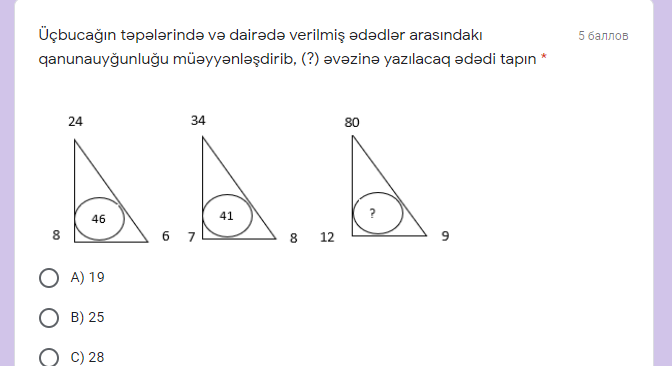 Üçbucağın təpələrində və dairədə verilmiş ədədlər arasındakı
qanunauyğunluğu müəyyənləşdirib, (?) əvəzinə yazılacaq ədədi tapın *
5 баллов
24 34 80
46 41 ?
8 6 7 8 12 9
A) 19
B) 25
C) 28